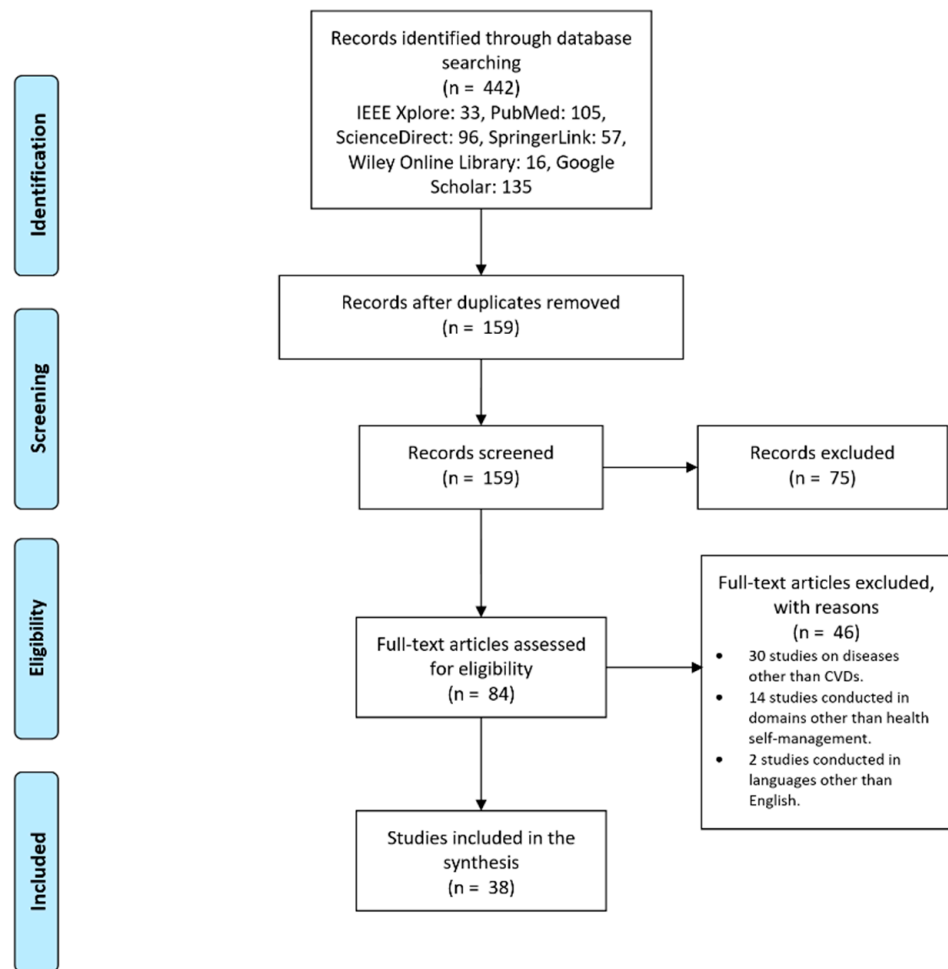 Identification
Records identified through database
searching
(n = 442)
IEEE Xplore: 33, PubMed: 105,
ScienceDirect: 96, SpringerLink: 57,
Wiley Online Library: 16, Google
Scholar: 135
Records after duplicates removed
(n = 159)
Screening
Records screened
(n = 159)
Records excluded
(n = 75)
Eligibility
Full-text articles assessed
for eligibility
(n = 84)
Full-text articles excluded,
with reasons
(n = 46)
• 30 studies on diseases
other than CVDs.
• 14 studies conducted in
domains other than health
self-management.
• 2 studies conducted in
languages other than
English.
Included
Studies included in the
synthesis
(n = 38)